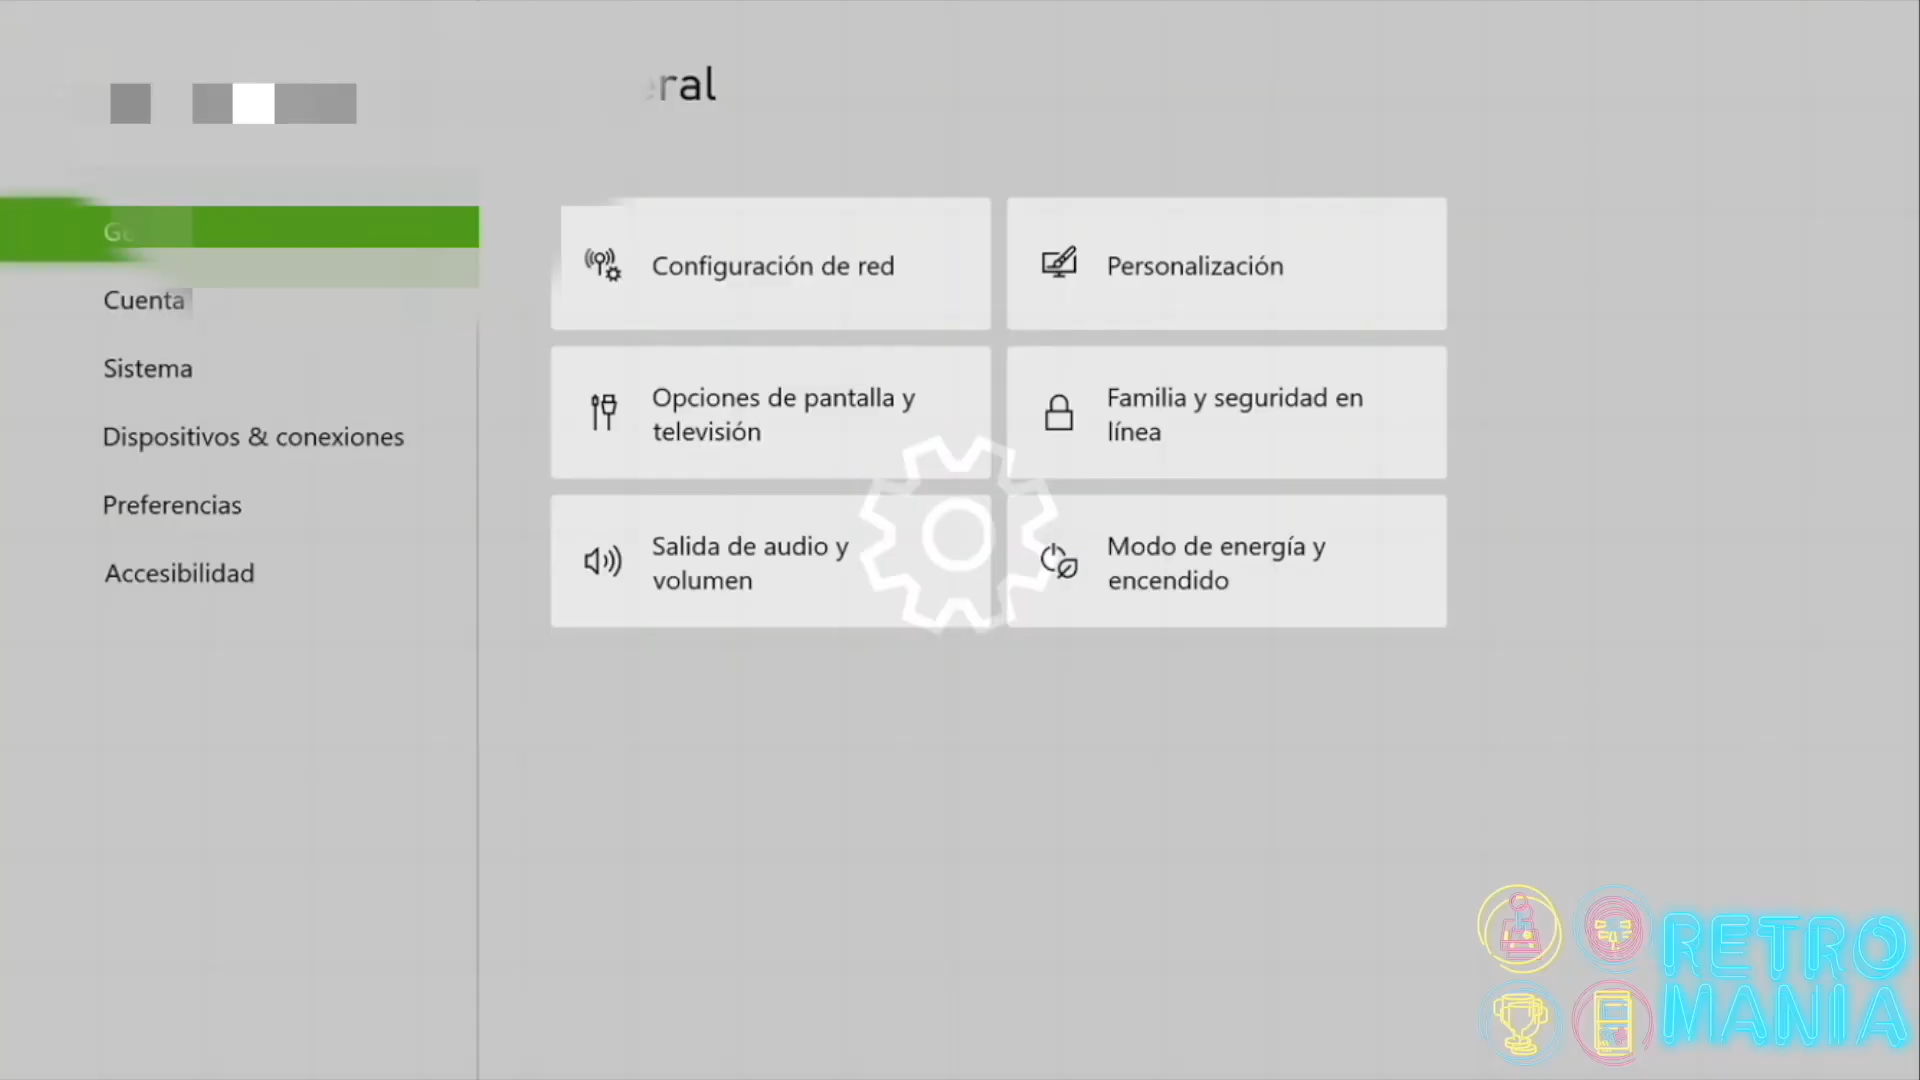 eral
Cuenta
Sistema
Dispositivos & conexiones
Preferencias
Accesibilidad
Configuración de red
Personalización
Opciones de pantalla y
televisión
Familia y seguridad en
línea
Salida de audio y
volumen
Modo de energía y
encendido
RETRO
MANIA